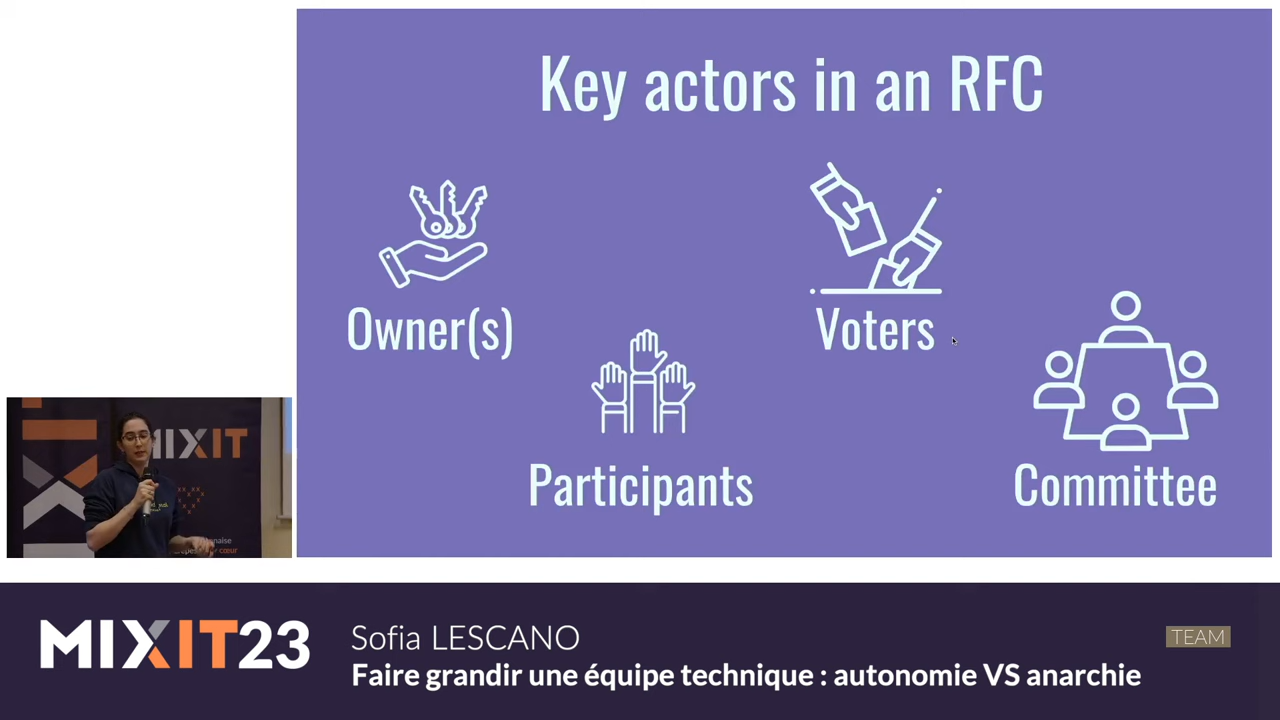 Key actors in an RFC
Owner(s)
Voters
Participants
Committee
MIXIT
MIXIT23
Sofia LESCANO
TEAM
Faire grandir une équipe technique : autonomie VS anarchie